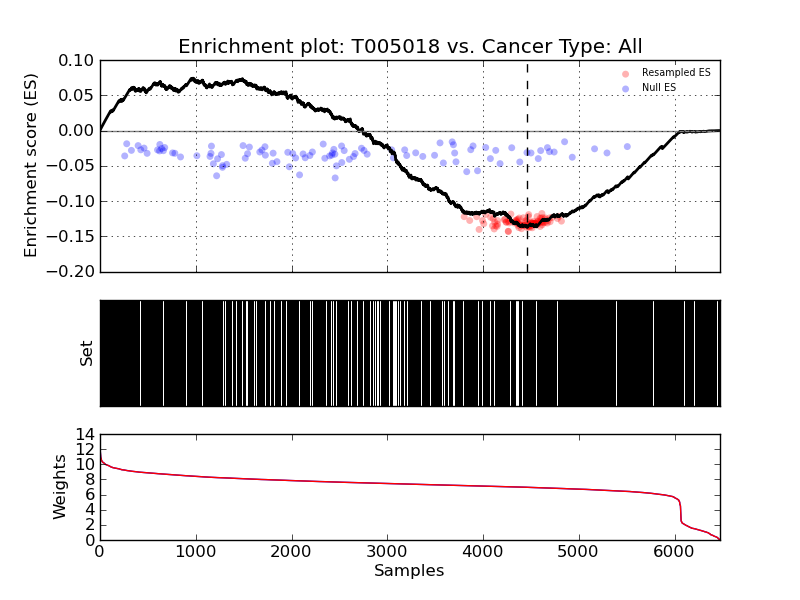 Enrichment plot: T005018 vs. Cancer Type: All
Enrichment score (ES)
0.10
0.05
0.00
−0.05
−0.10
−0.15
−0.20
Resampled ES
Null ES
Set
Weights
14
12
10
8
6
4
2
0
0 1000 2000 3000 4000 5000 6000
Samples